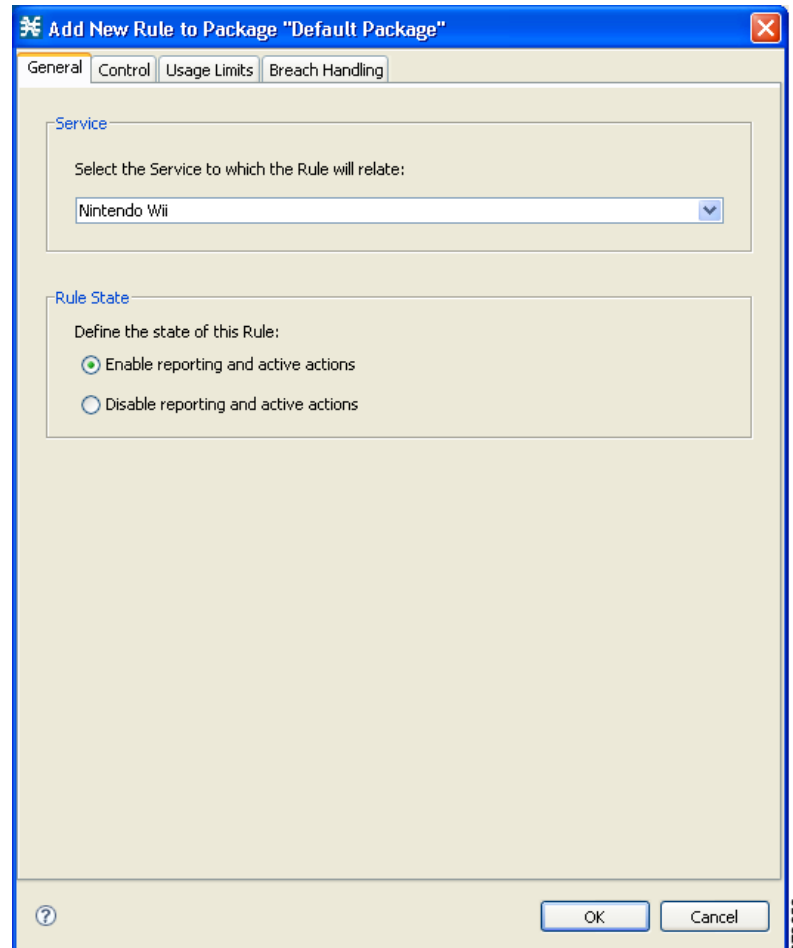 Add New Rule to Package "Default Package"
General Control Usage Limits Breach Handling
Service
Select the Service to which the Rule will relate:
Nintendo Wii
Rule State
Define the state of this Rule:
Enable reporting and active actions
Disable reporting and active actions
? OK Cancel